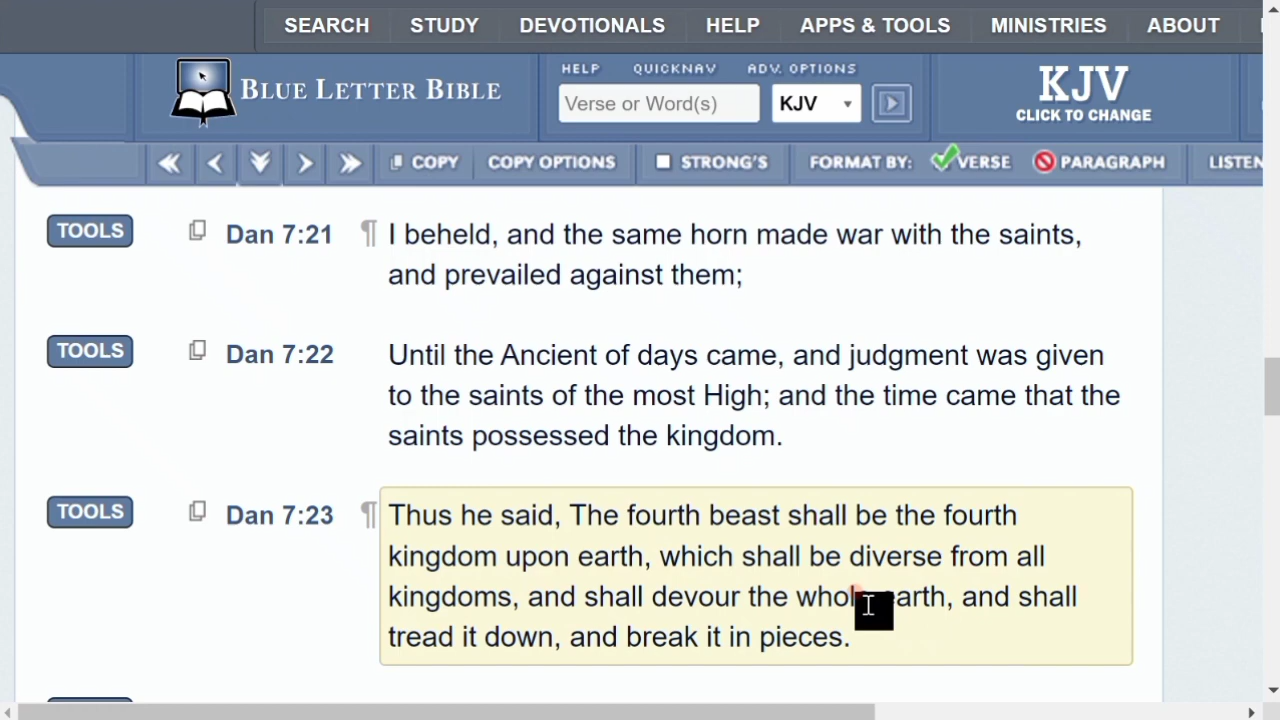 SEARCH STUDY DEVOTIONALS HELP APPS & TOOLS MINISTRIES ABOUT
BLUE LETTER BIBLE
HELP QUICKNAV ADV. OPTIONS
Verse or Word(s) KJV
KJV
CLICK TO CHANGE
COPY COPY OPTIONS STRONG'S FORMAT BY: VERSE PARAGRAPH LISTEN
TOOLS Dan 7:21 ¶ I beheld, and the same horn made war with the saints,
and prevailed against them;
TOOLS Dan 7:22 Until the Ancient of days came, and judgment was given
to the saints of the most High; and the time came that the
saints possessed the kingdom.
TOOLS Dan 7:23 ¶ Thus he said, The fourth beast shall be the fourth
kingdom upon earth, which shall be diverse from all
kingdoms, and shall devour the whole earth, and shall
tread it down, and break it in pieces.